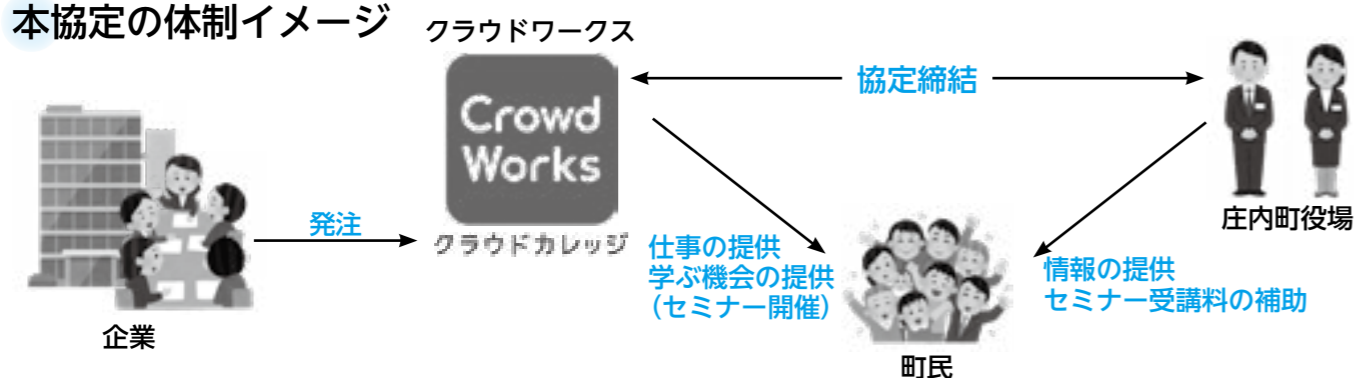 本協定の体制イメージ
クラウドワークス
Crowd
Works
クラウドカレッジ
協定締結
庄内町役場
発注
企業
仕事の提供
学ぶ機会の提供
（セミナー開催）
情報の提供
セミナー受講料の補助
町民